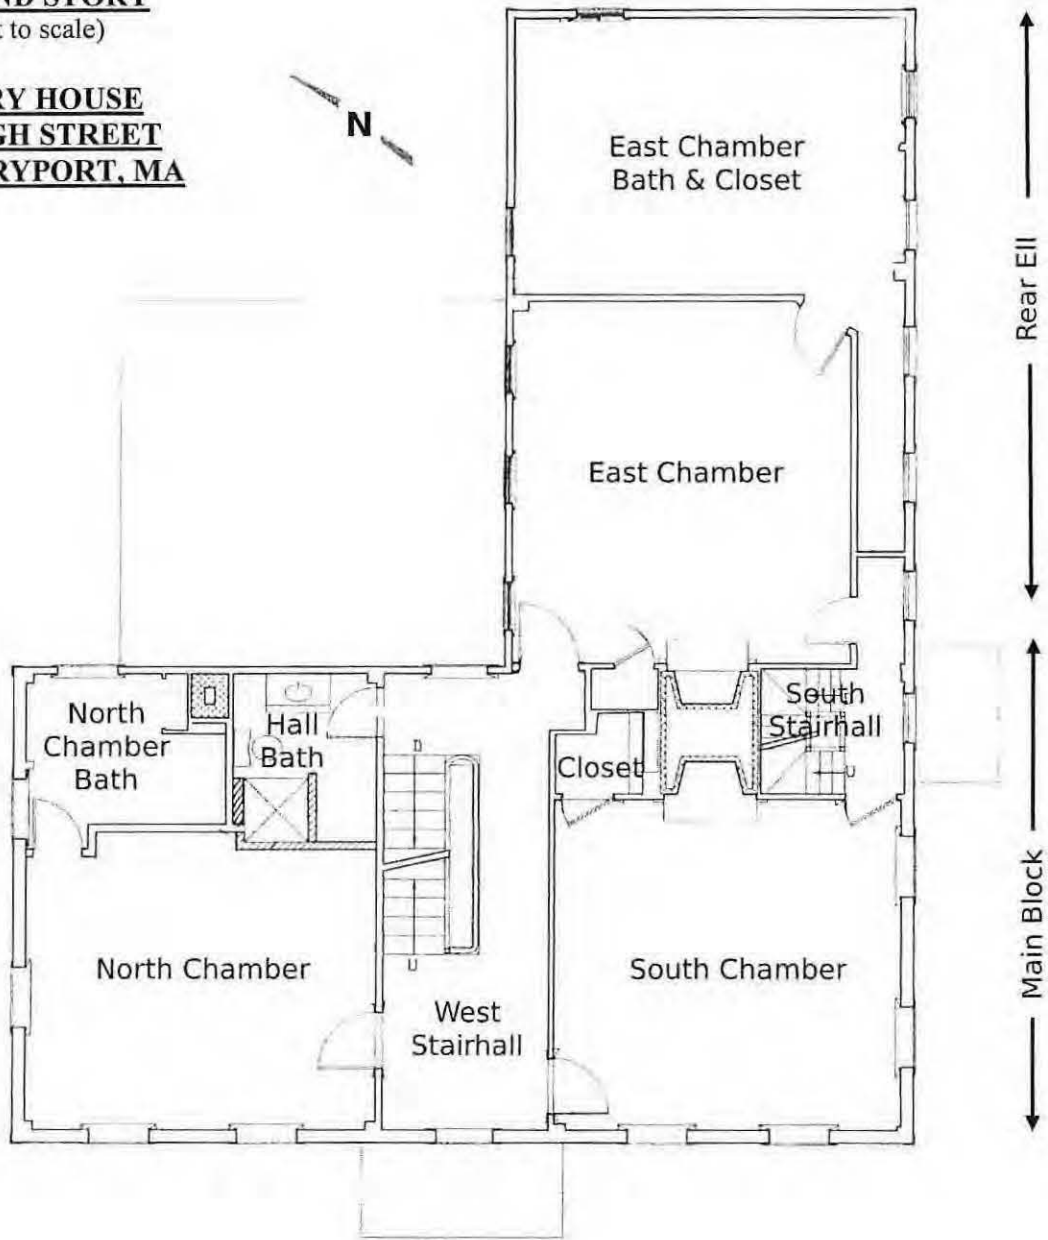 ND STORY
t to scale)
RY HOUSE
GH STREET
RYPORT, MA
N
East Chamber
Bath & Closet
Rear Ell
East Chamber
North
Chamber
Bath
Hall
Bath
South
Stairhall
Closet
D
U
U
North Chamber
West
Stairhall
South Chamber
Main Block